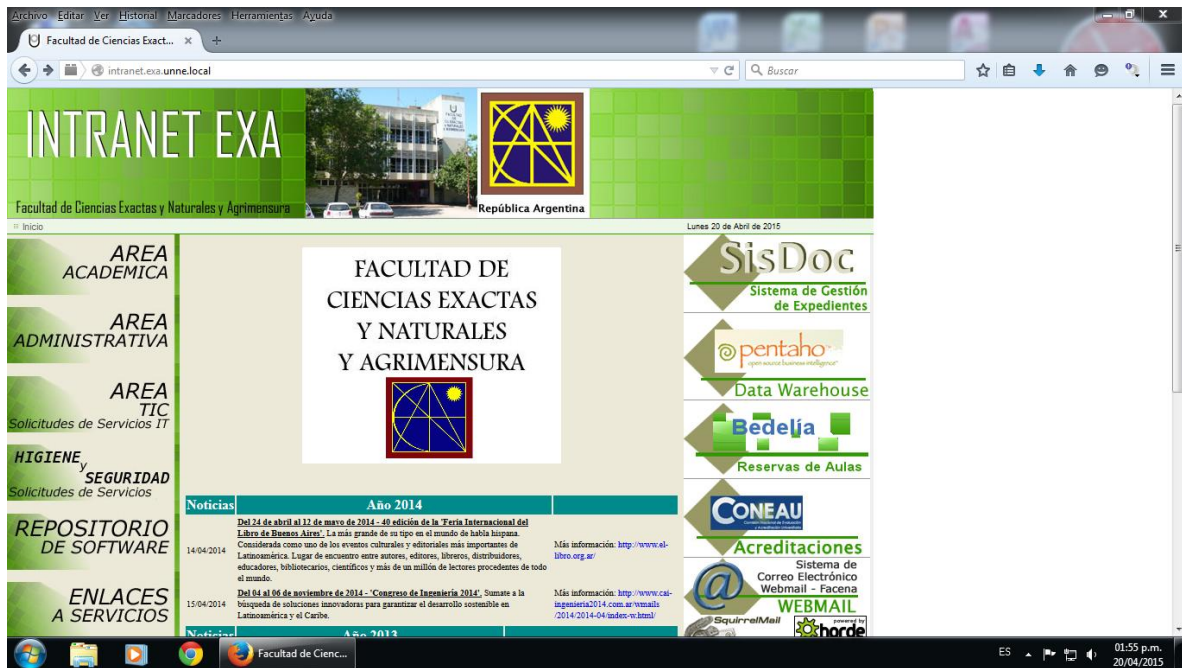 Archivo Editar Ver Historial Marcadores Herramientas Ayuda
Facultad de Ciencias Exact...
intranet.exa.unne.local
Buscar
INTRANET EXA
Facultad de Ciencias Exactas y Naturales y Agrimensura
República Argentina
Inicio
Lunes 20 de Abril de 2015
AREA
ACADEMICA
AREA
ADMINISTRATIVA
AREA
TIC
Solicitudes de Servicios IT
HIGIENE
y
SEGURIDAD
Solicitudes de Servicios
REPOSITORIO
DE SOFTWARE
ENLACES
A SERVICIOS
FACULTAD DE
CIENCIAS EXACTAS
Y NATURALES
Y AGRIMENSURA
Noticias Año 2014
14/04/2014
Del 24 de abril al 12 de mayo de 2014 - 40 edición de la 'Feria Internacional del
Libro de Buenos Aires'. La más grande de su tipo en el mundo de habla hispana.
Considerada como uno de los eventos culturales y editoriales más importantes de
Latinoamérica. Lugar de encuentro entre autores, editores, libreros, distribuidores,
educadores, bibliotecarios, científicos y más de un millón de lectores procedentes de todo
el mundo.
Más información: http://www.el-
libro.org.ar/
15/04/2014
Del 04 al 06 de noviembre de 2014 - 'Congreso de Ingeniería 2014'. Sumate a la
búsqueda de soluciones innovadoras para garantizar el desarrollo sostenible en
Latinoamérica y el Caribe.
Más información: http://www.cai-
ingenieria2014.com.ar/wmails
/2014/2014-04/index-w.html/
Noticias Año 2013
SisDoc
Sistema de Gestión
de Expedientes
pentaho
open source business intelligence
Data Warehouse
Bedelía
Reservas de Aulas
CONEAU
Acreditaciones
Sistema de
Correo Electrónico
Webmail - Facena
WEBMAIL
SquirrelMail
powered by
horde
Facultad de Cienc...
ES
01:55 p.m.
20/04/2015